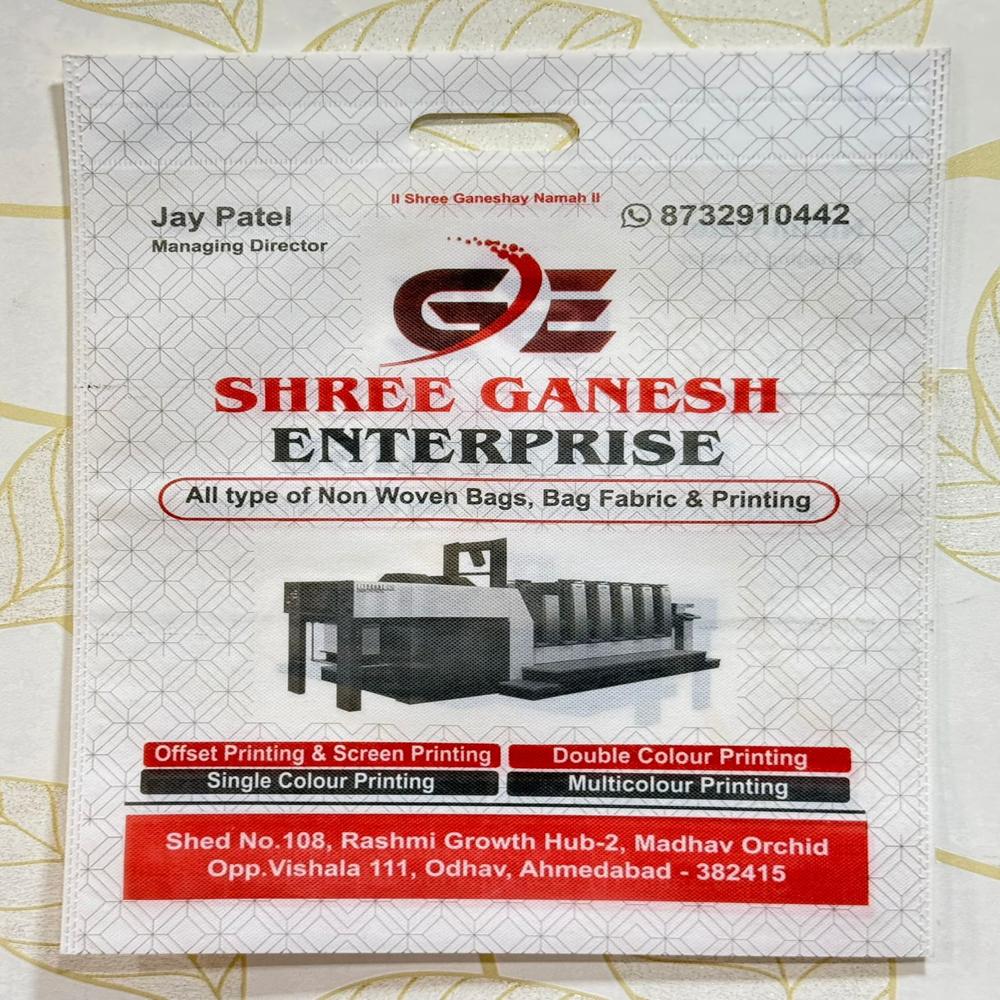 II Shree Ganeshay Namah II
Jay Patel
Managing Director
8732910442
GE
SHREE GANESH
ENTERPRISE
All type of Non Woven Bags, Bag Fabric & Printing
Offset Printing & Screen Printing
Double Colour Printing
Single Colour Printing
Multicolour Printing
Shed No.108, Rashmi Growth Hub-2, Madhav Orchid
Opp.Vishala 111, Odhav, Ahmedabad - 382415